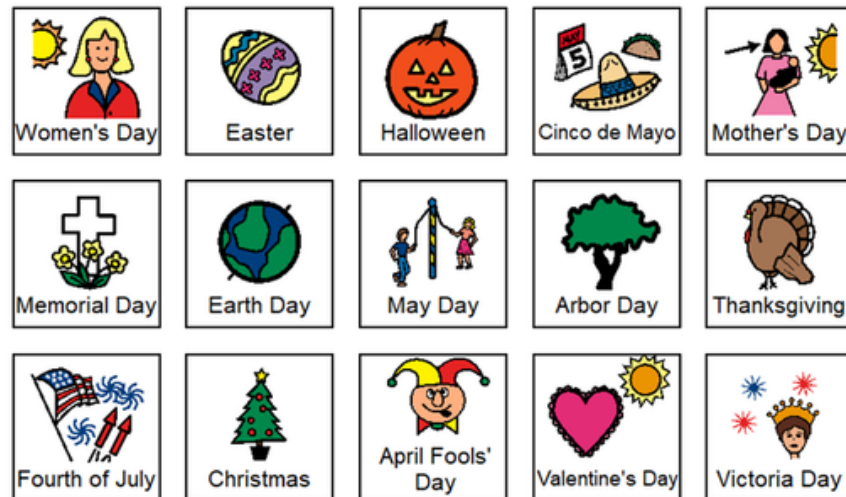 Women's Day
Easter
Halloween
5
Cinco de Mayo
Mother's Day
Memorial Day
Earth Day
May Day
Arbor Day
Thanksgiving
Fourth of July
Christmas
April Fools'
Day
Valentine's Day
Victoria Day